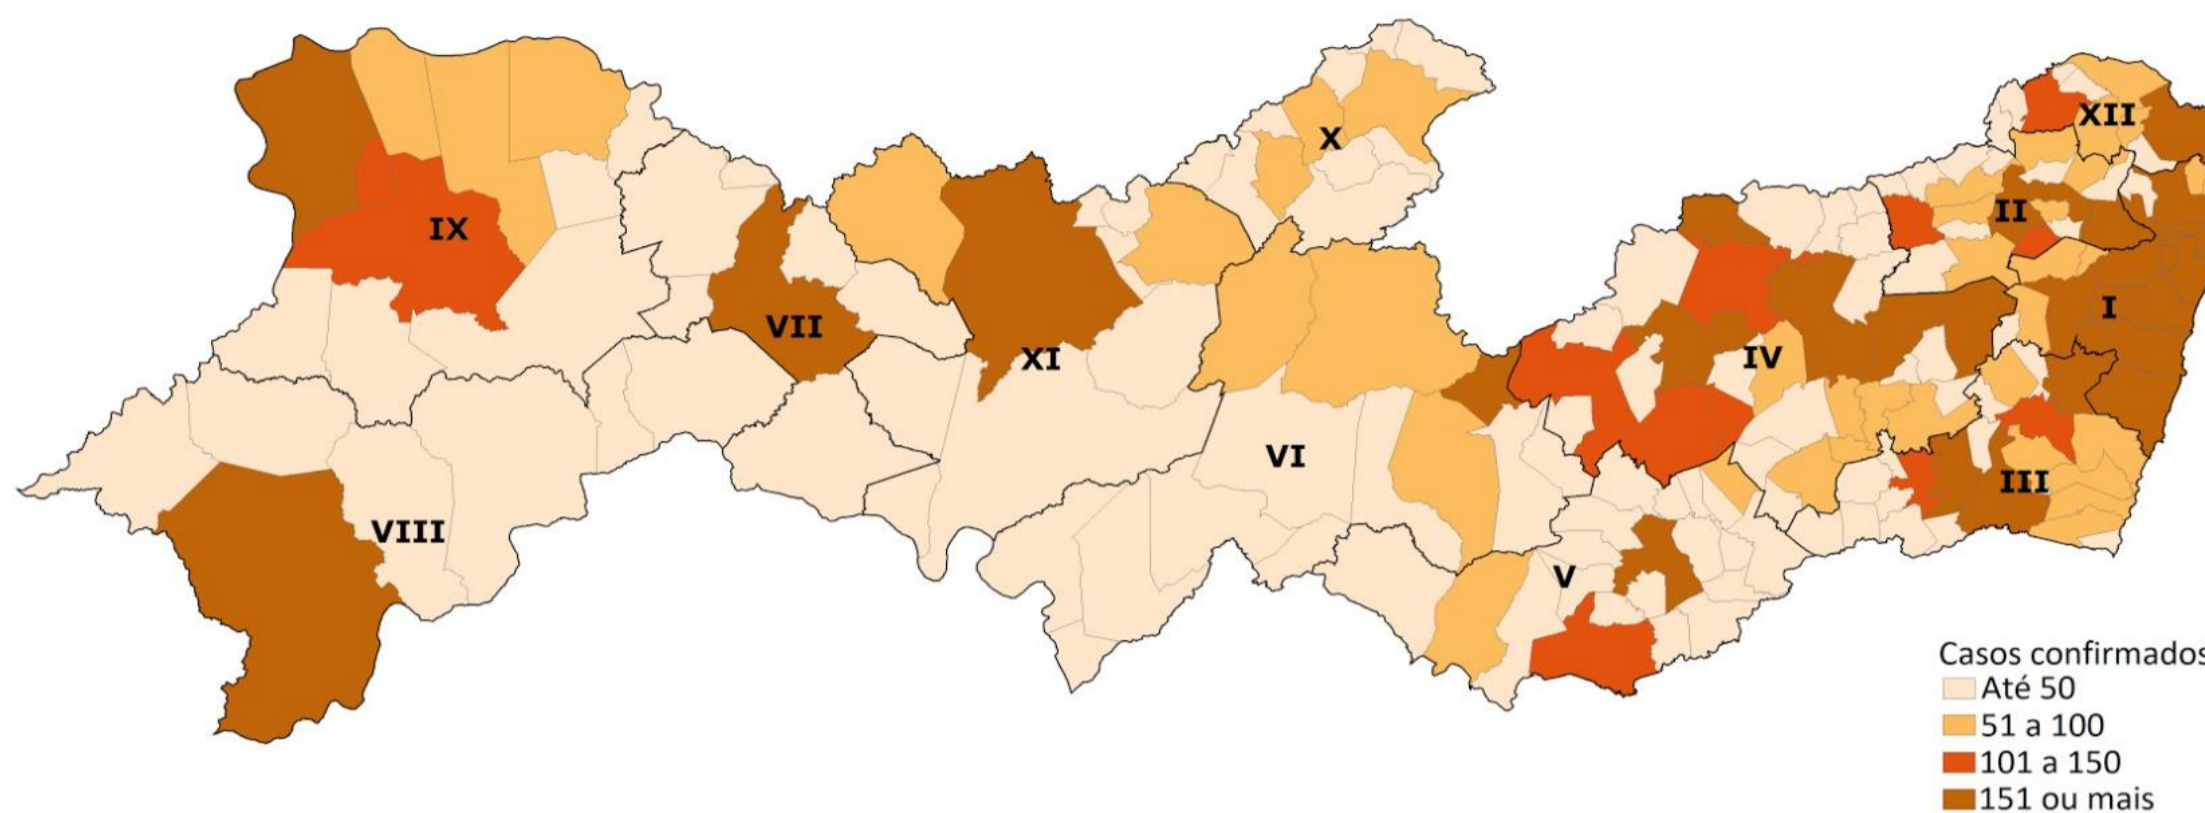 XII
X
II
IX
I
VII
XI
IV
VI
III
VIII
V
Casos confirmados
Até 50
51 a 100
101 a 150
151 ou mais